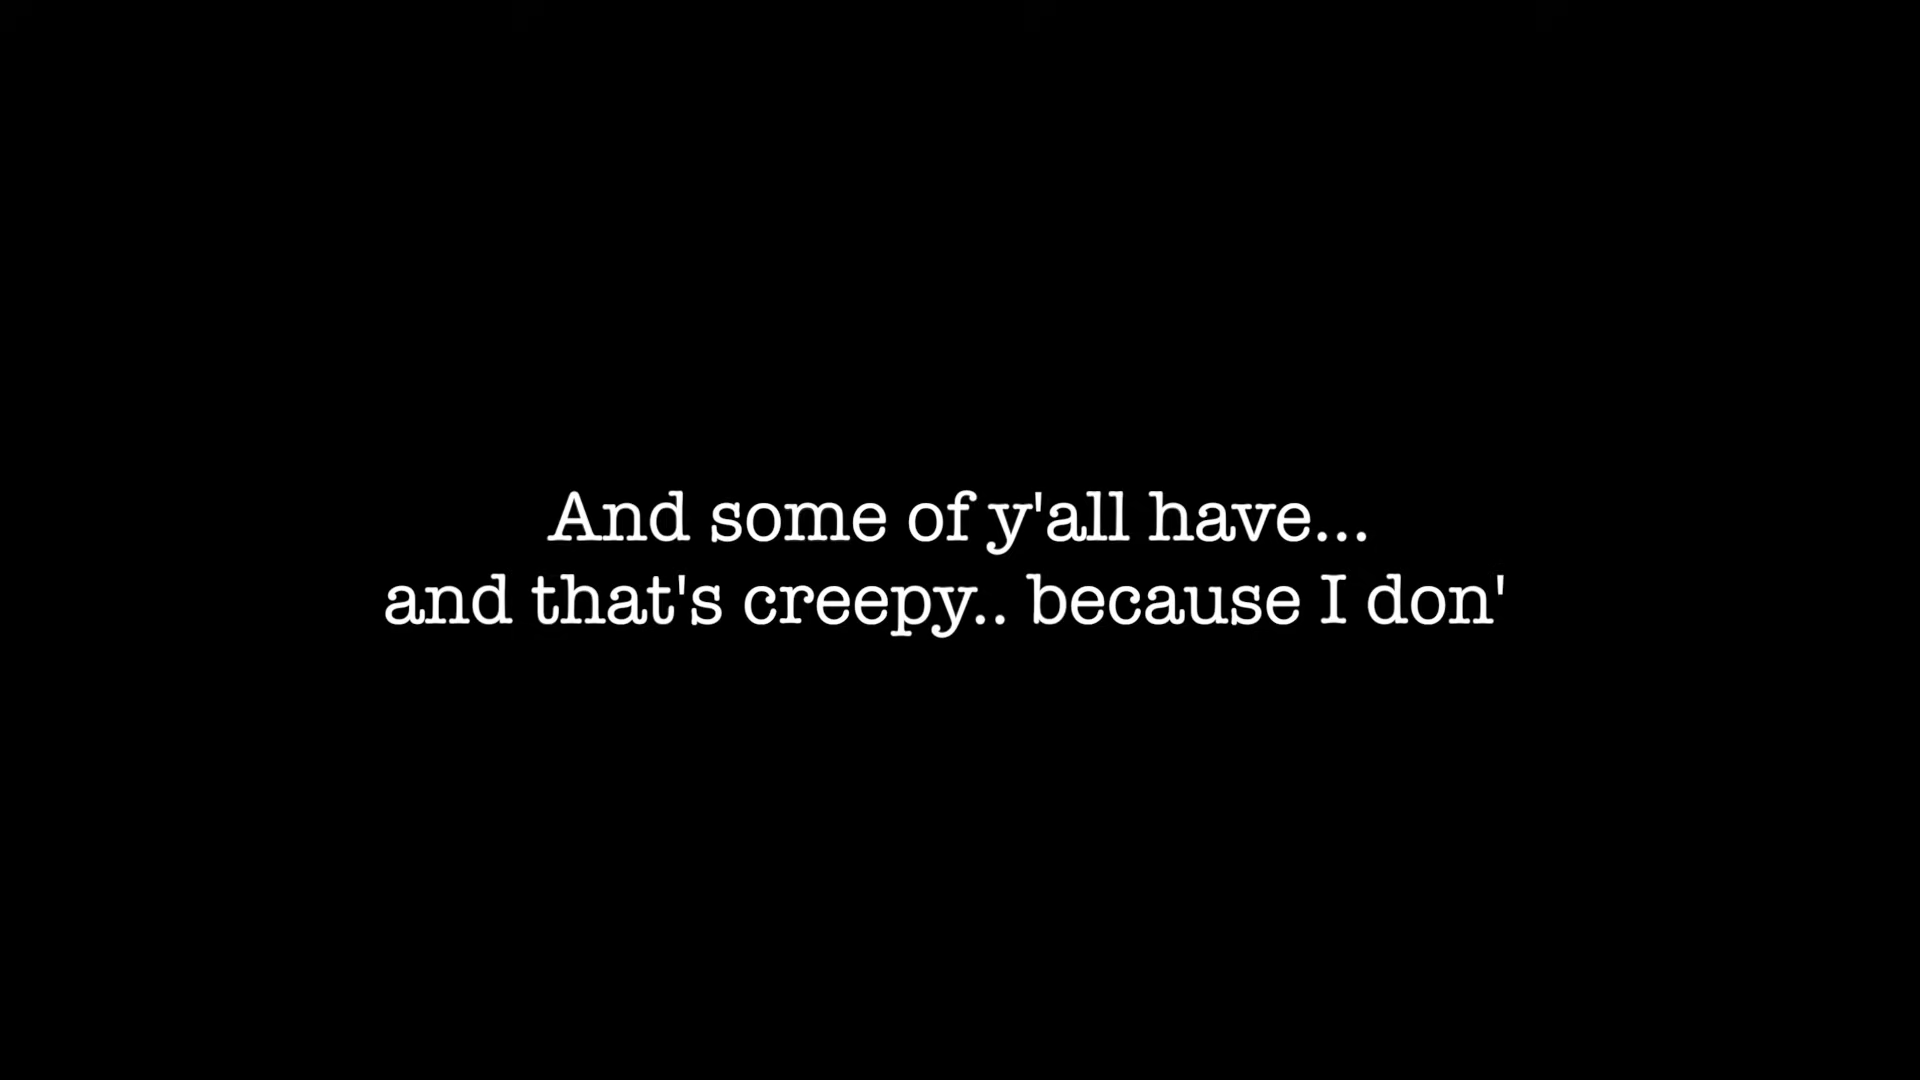 And some of y'all have...
and that's creepy.. because I don'